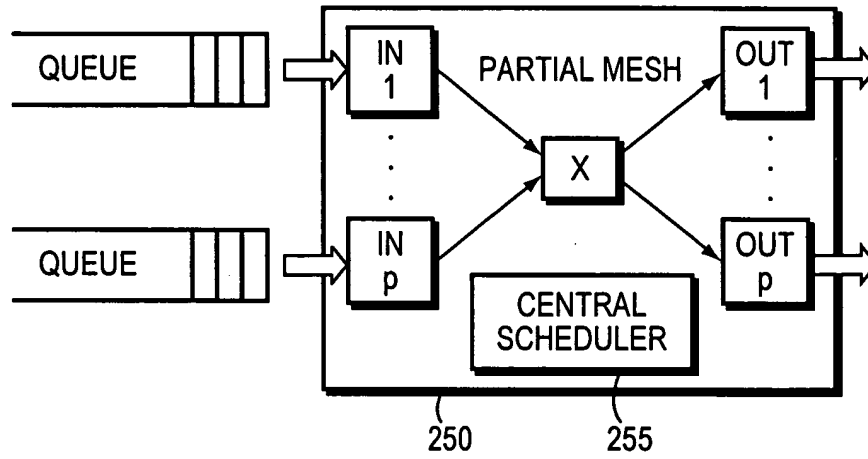 QUEUE
IN
1
PARTIAL MESH
OUT
1
X
QUEUE
IN
p
OUT
p
CENTRAL
SCHEDULER
250
255